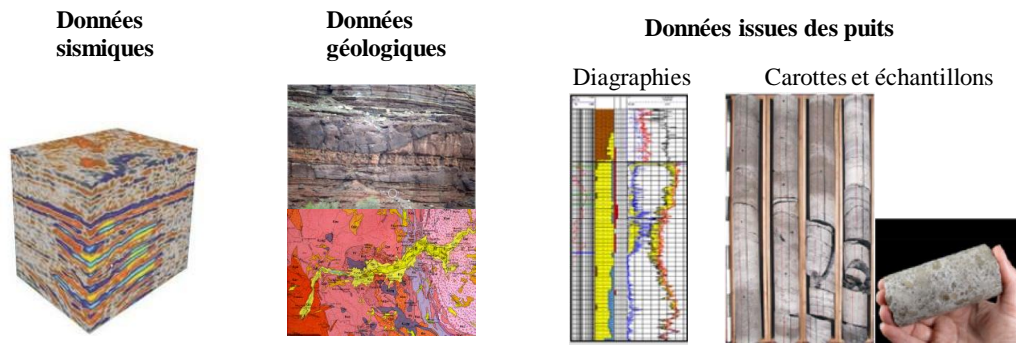 Données
sismiques
Données
géologiques
Données issues des puits
Diagraphies
Carottes et échantillons